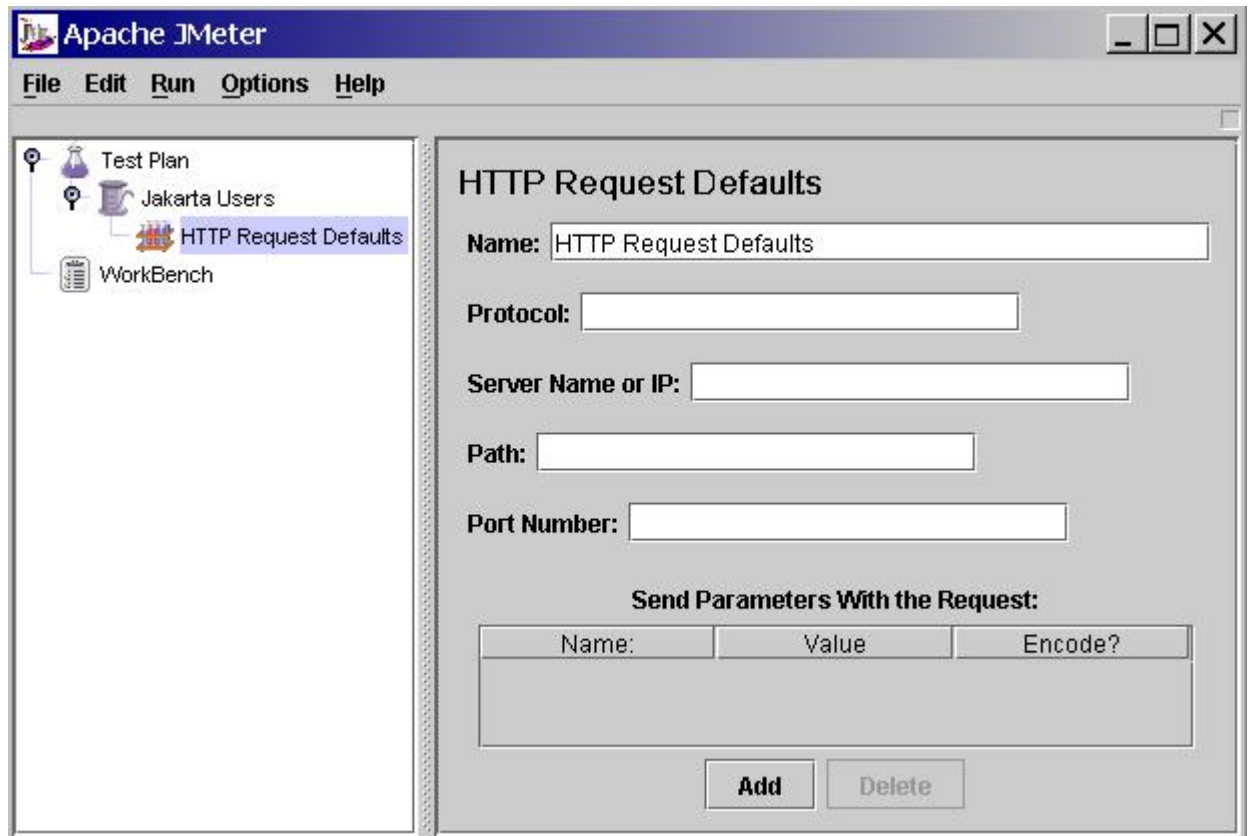 Apache JMeter
File Edit Run Options Help
Test Plan
Jakarta Users
HTTP Request Defaults
WorkBench
HTTP Request Defaults
Name: HTTP Request Defaults
Protocol:
Server Name or IP:
Path:
Port Number:
Send Parameters With the Request:
Name: Value Encode?
Add Delete